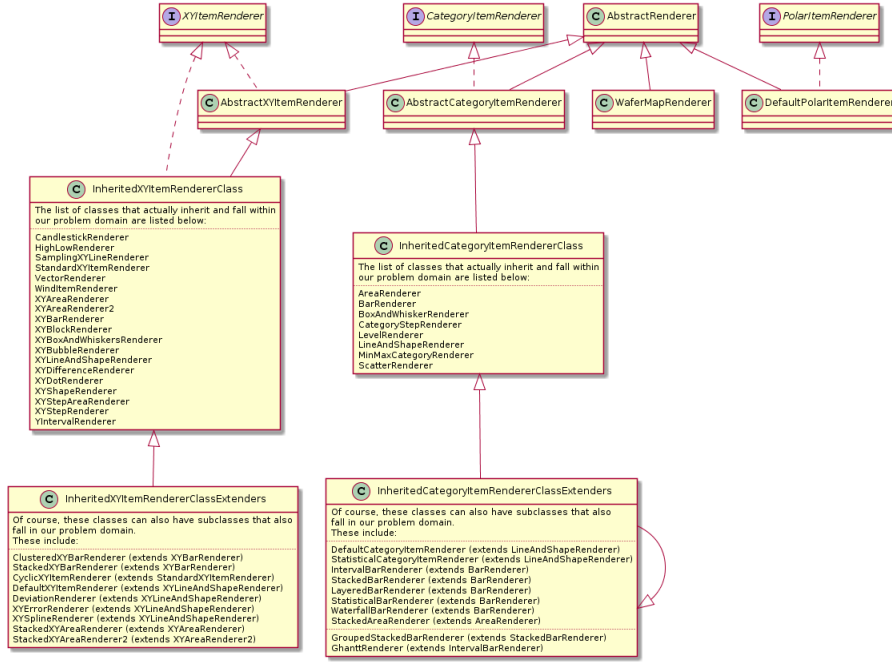 I XYItemRenderer
I CategoryItemRenderer
C AbstractRenderer
I PolarItemRenderer
C AbstractXYItemRenderer
C AbstractCategoryItemRenderer
C WaferMapRenderer
C DefaultPolarItemRenderer
C InheritedXYItemRendererClass
The list of classes that actually inherit and fall within
our problem domain are listed below:
CandlestickRenderer
HighLowRenderer
SamplingXYLineRenderer
StandardXYItemRenderer
VectorRenderer
WindItemRenderer
XYAreaRenderer
XYAreaRenderer2
XYBarRenderer
XYBlockRenderer
XYBoxAndWhiskersRenderer
XYBubbleRenderer
XYLineAndShapeRenderer
XYDifferenceRenderer
XYDotRenderer
XYShapeRenderer
XYStepAreaRenderer
XYStepRenderer
YIntervalRenderer
C InheritedCategoryItemRendererClass
The list of classes that actually inherit and fall within
our problem domain are listed below:
AreaRenderer
BarRenderer
BoxAndWhiskerRenderer
CategoryStepRenderer
LevelRenderer
LineAndShapeRenderer
MinMaxCategoryRenderer
ScatterRenderer
C InheritedXYItemRendererClassExtenders
Of course, these classes can also have subclasses that also
fall in our problem domain.
These include:
ClusteredXYBarRenderer (extends XYBarRenderer)
StackedXYBarRenderer (extends XYBarRenderer)
CyclicXYItemRenderer (extends StandardXYItemRenderer)
DefaultXYItemRenderer (extends XYLineAndShapeRenderer)
DeviationRenderer (extends XYLineAndShapeRenderer)
XYErrorRenderer (extends XYLineAndShapeRenderer)
XYSplineRenderer (extends XYLineAndShapeRenderer)
StackedXYAreaRenderer (extends XYAreaRenderer)
StackedXYAreaRenderer2 (extends XYAreaRenderer2)
C InheritedCategoryItemRendererClassExtenders
Of course, these classes can also have subclasses that also
fall in our problem domain.
These include:
DefaultCategoryItemRenderer (extends LineAndShapeRenderer)
StatisticalCategoryItemRenderer (extends LineAndShapeRenderer)
IntervalBarRenderer (extends BarRenderer)
StackedBarRenderer (extends BarRenderer)
LayeredBarRenderer (extends BarRenderer)
StatisticalBarRenderer (extends BarRenderer)
WaterfallBarRenderer (extends BarRenderer)
StackedAreaRenderer (extends AreaRenderer)
GroupedStackedBarRenderer (extends StackedBarRenderer)
GhanttRenderer (extends IntervalBarRenderer)